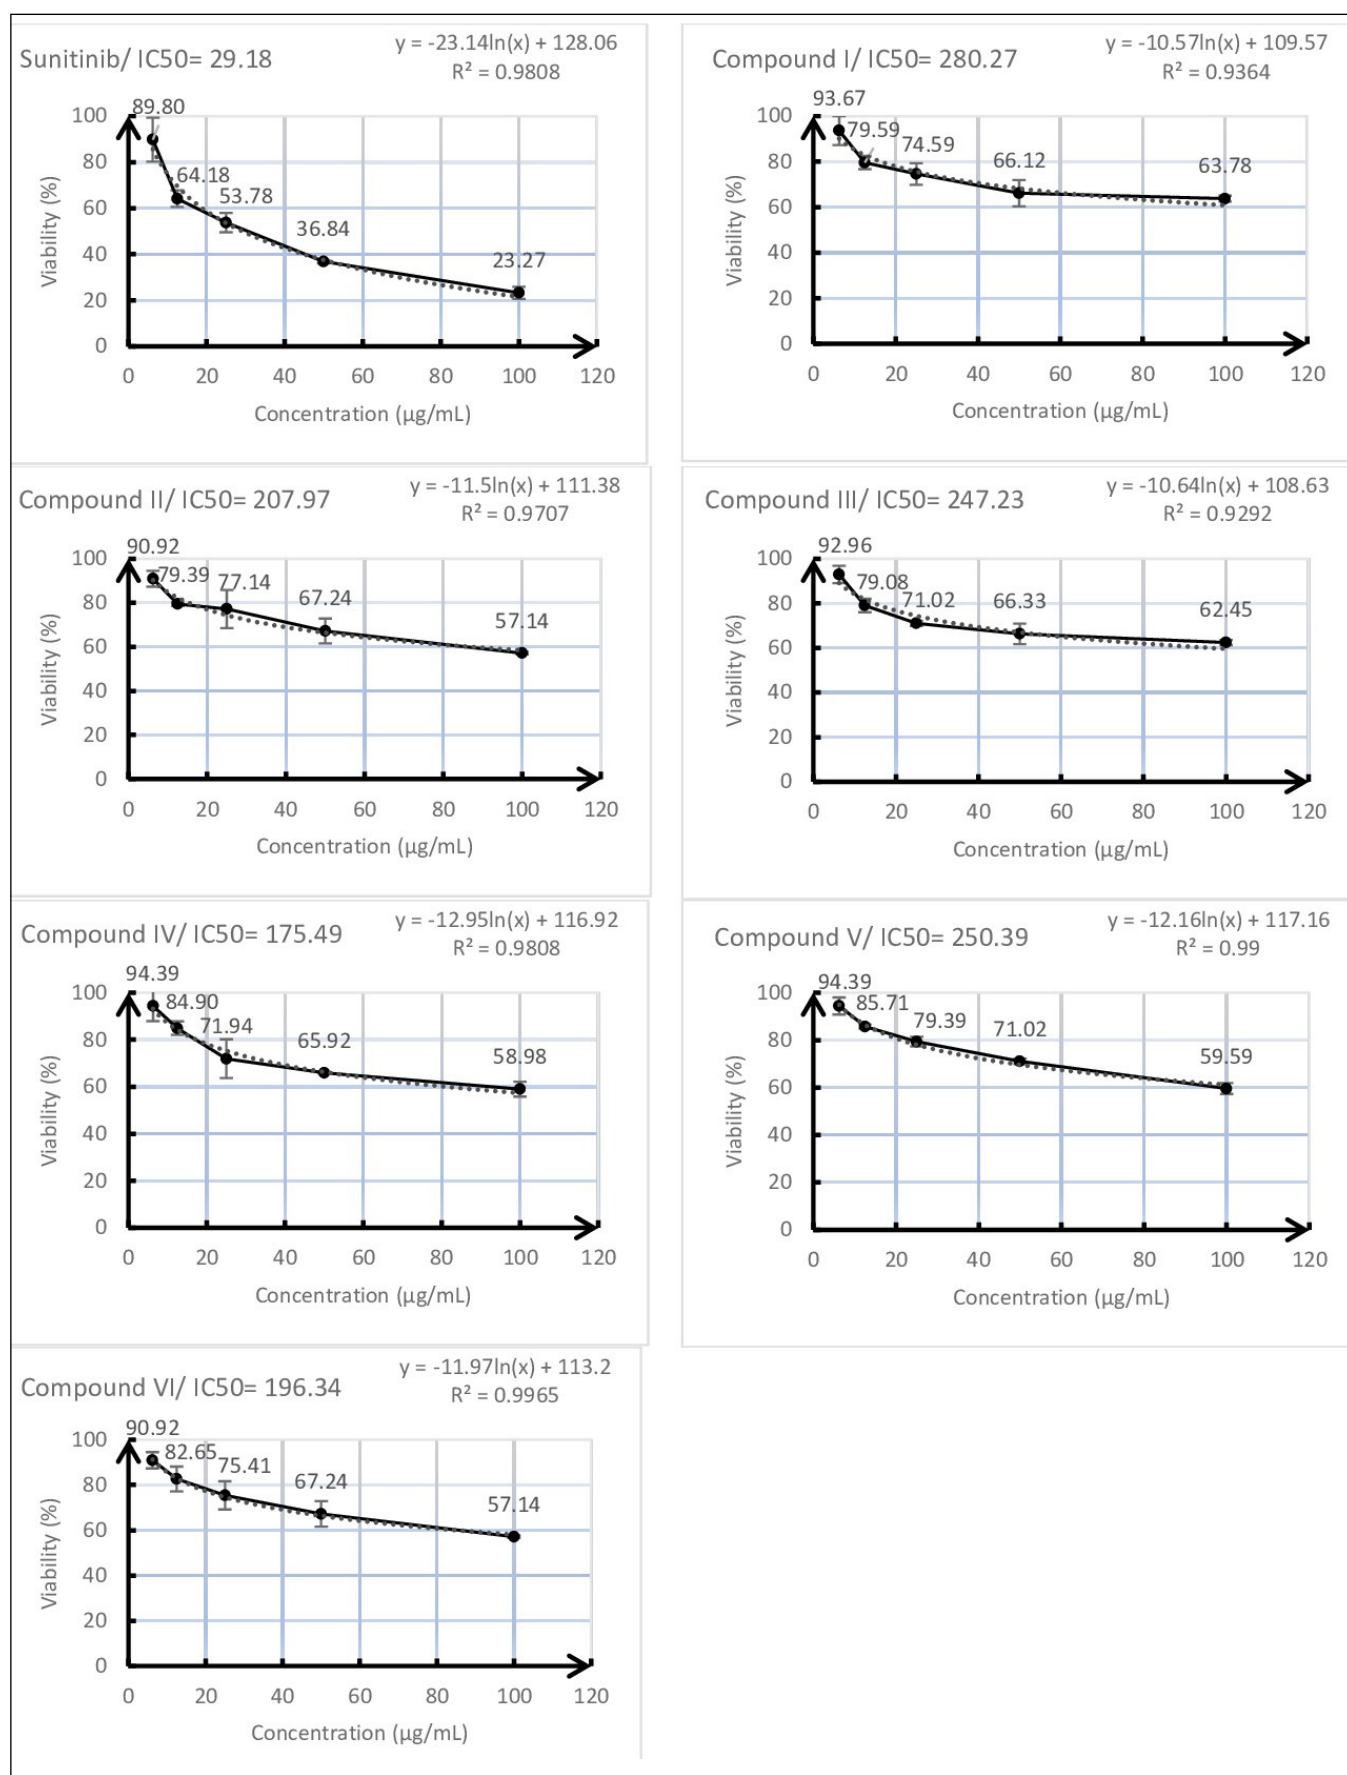 Sunitinib/ IC50= 29.18
y = -23.14ln(x) + 128.06
R² = 0.9808
89.80
64.18
53.78
36.84
23.27
100
80
60
40
20
0
Viability (%)
0 20 40 60 80 100 120
Concentration (µg/mL)
Compound I/ IC50= 280.27
y = -10.57ln(x) + 109.57
R² = 0.9364
93.67
79.59
74.59
66.12
63.78
100
80
60
40
20
0
Viability (%)
0 20 40 60 80 100 120
Concentration (µg/mL)
Compound II/ IC50= 207.97
y = -11.5ln(x) + 111.38
R² = 0.9707
90.92
79.39
77.14
67.24
57.14
100
80
60
40
20
0
Viability (%)
0 20 40 60 80 100 120
Concentration (µg/mL)
Compound III/ IC50= 247.23
y = -10.64ln(x) + 108.63
R² = 0.9292
92.96
79.08
71.02
66.33
62.45
100
80
60
40
20
0
Viability (%)
0 20 40 60 80 100 120
Concentration (µg/mL)
Compound IV/ IC50= 175.49
y = -12.95ln(x) + 116.92
R² = 0.9808
94.39
84.90
71.94
65.92
58.98
100
80
60
40
20
0
Viability (%)
0 20 40 60 80 100 120
Concentration (µg/mL)
Compound V/ IC50= 250.39
y = -12.16ln(x) + 117.16
R² = 0.99
94.39
85.71
79.39
71.02
59.59
100
80
60
40
20
0
Viability (%)
0 20 40 60 80 100 120
Concentration (µg/mL)
Compound VI/ IC50= 196.34
y = -11.97ln(x) + 113.2
R² = 0.9965
90.92
82.65
75.41
67.24
57.14
100
80
60
40
20
0
Viability (%)
0 20 40 60 80 100 120
Concentration (µg/mL)